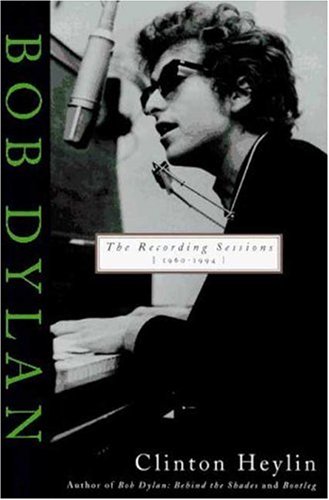 BOB DYLAN
The Recording Sessions
[ 1960-1994 ]
Clinton Heylin
Author of Bob Dylan: Behind the Shades and Bootleg